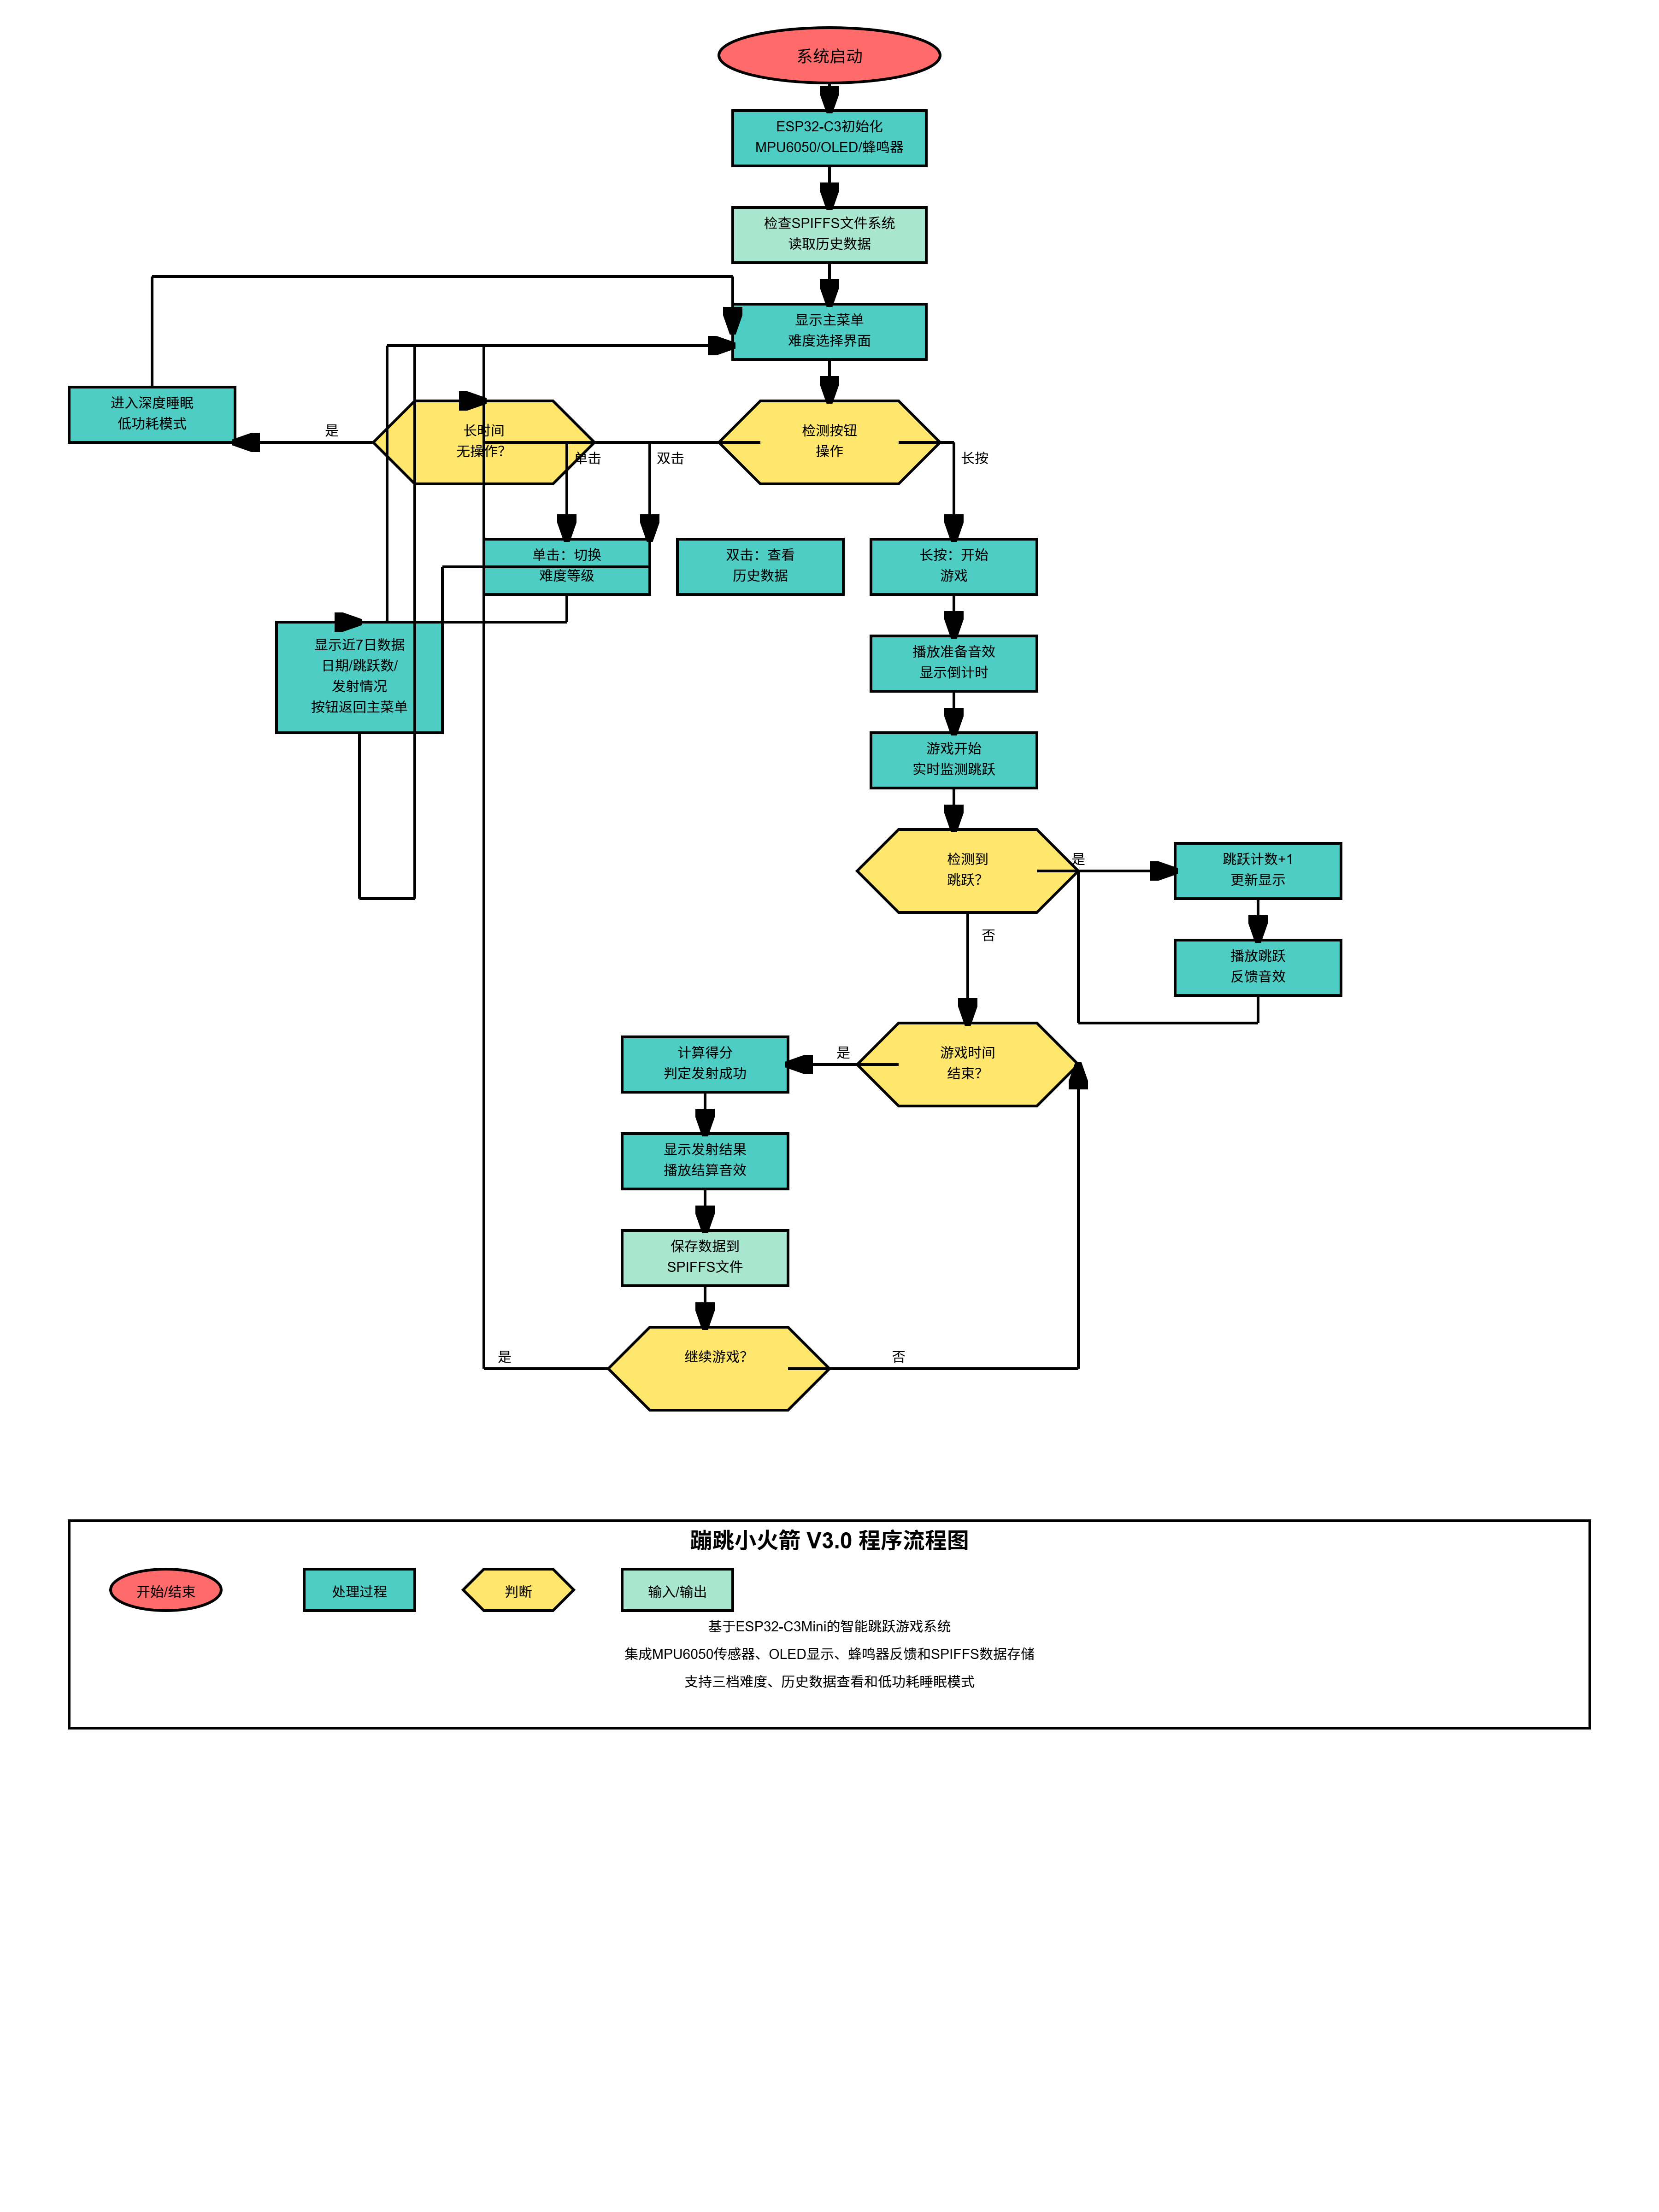 系统启动
ESP32-C3初始化
MPU6050/OLED/蜂鸣器
检查SPIFFS文件系统
读取历史数据
显示主菜单
难度选择界面
进入深度睡眠
低功耗模式
是
长时间
无操作?
检测按钮
操作
单击
双击
长按
单击：切换
难度等级
双击：查看
历史数据
长按：开始
游戏
显示近7日数据
日期/跳跃数/
发射情况
按钮返回主菜单
播放准备音效
显示倒计时
游戏开始
实时监测跳跃
检测到
跳跃?
是
跳跃计数+1
更新显示
否
播放跳跃
反馈音效
计算得分
判定发射成功
是
游戏时间
结束?
显示发射结果
播放结算音效
保存数据到
SPIFFS文件
是
继续游戏?
否
蹦跳小火箭 V3.0 程序流程图
开始/结束
处理过程
判断
输入/输出
基于ESP32-C3Mini的智能跳跃游戏系统
集成MPU6050传感器、OLED显示、蜂鸣器反馈和SPIFFS数据存储
支持三档难度、历史数据查看和低功耗睡眠模式